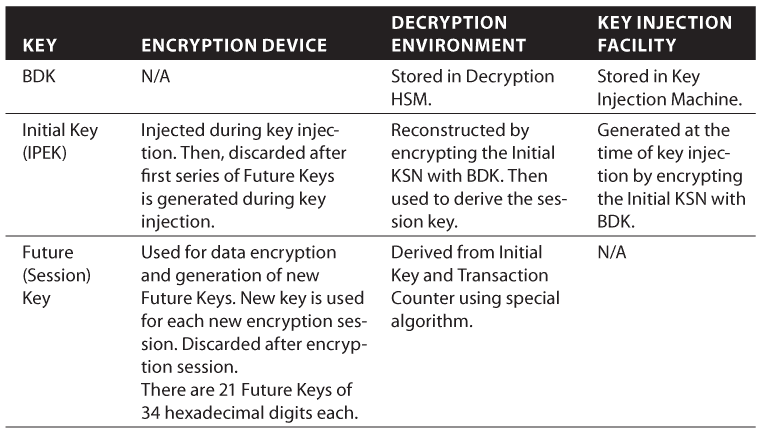 KEY
ENCRYPTION DEVICE
DECRYPTION
ENVIRONMENT
KEY INJECTION
FACILITY
BDK
N/A
Stored in Decryption
HSM.
Stored in Key
Injection Machine.
Initial Key
(IPEK)
Injected during key injec-
tion. Then, discarded after
first series of Future Keys
is generated during key
injection.
Reconstructed by
encrypting the Initial
KSN with BDK. Then
used to derive the ses-
sion key.
Generated at the
time of key injec-
tion by encrypting
the Initial KSN with
BDK.
Future
(Session)
Key
Used for data encryption
and generation of new
Future Keys. New key is used
for each new encryption ses-
sion. Discarded after encryp-
tion session.
There are 21 Future Keys of
34 hexadecimal digits each.
Derived from Initial
Key and Transaction
Counter using special
algorithm.
N/A